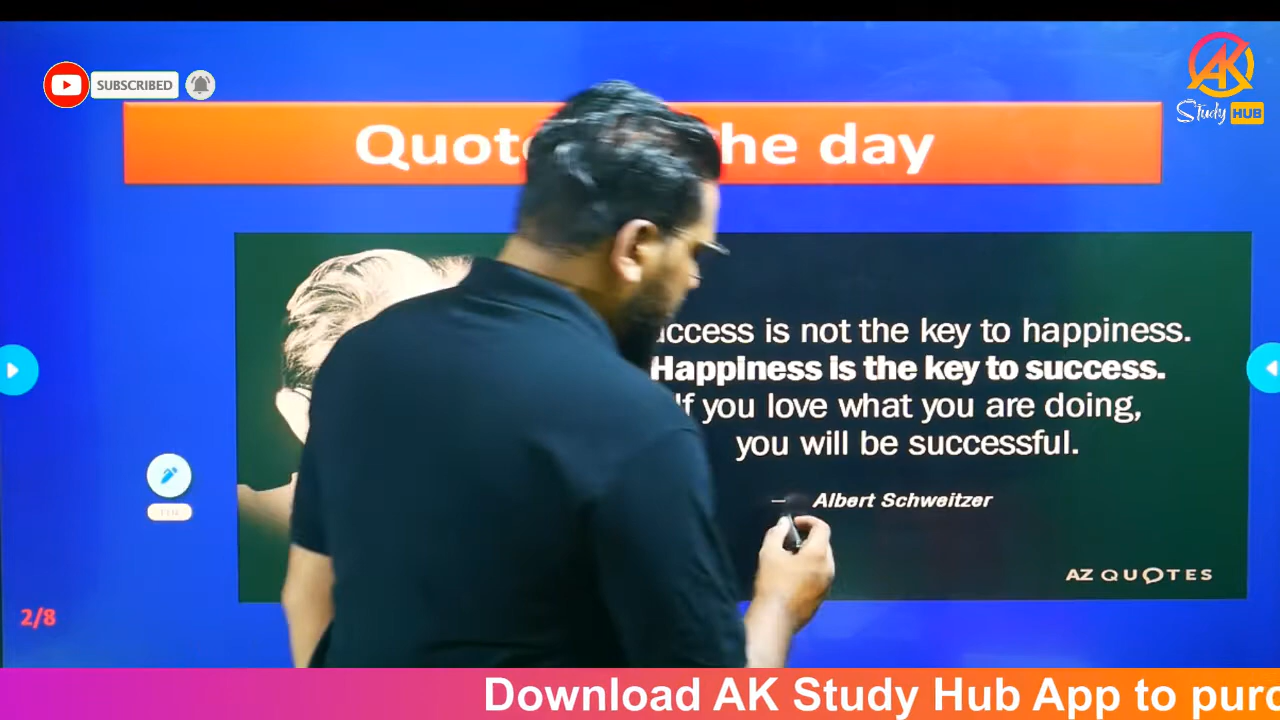 SUBSCRIBED
AK
Study HUB
Quot he day
ccess is not the key to happiness.
Happiness is the key to success.
If you love what you are doing,
you will be successful.
— Albert Schweitzer
AZ QUOTES
2/8
Download AK Study Hub App to purc